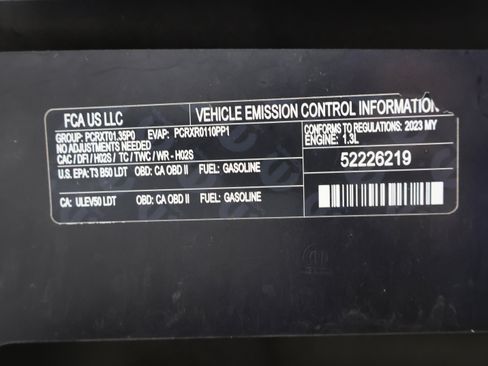 FCA US LLC
VEHICLE EMISSION CONTROL INFORMATION
GROUP: PCRXT01.35P0 EVAP: PCRXR0110PP1
NO ADJUSTMENTS NEEDED
CAC / DFI / H02S / TC / TWC / WR - H02S
CONFORMS TO REGULATIONS: 2023 MY
ENGINE: 1.3L
U.S. EPA: T3 B50 LDT OBD: CA OBD II FUEL: GASOLINE
CA: ULEV50 LDT OBD: CA OBD II FUEL: GASOLINE
52226219